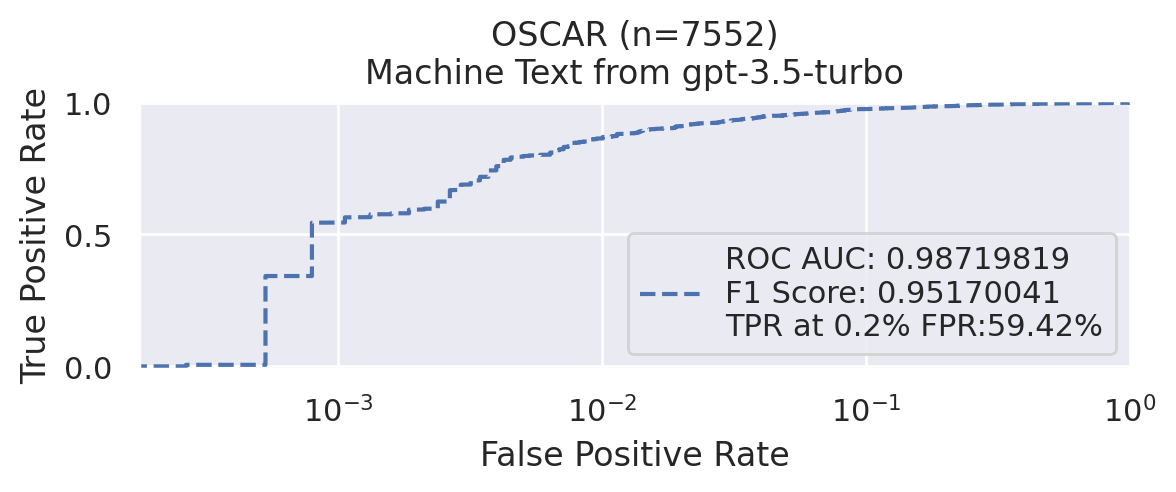 OSCAR (n=7552)
Machine Text from gpt-3.5-turbo
True Positive Rate
1.0
0.5
0.0
ROC AUC: 0.98719819
F1 Score: 0.95170041
TPR at 0.2% FPR:59.42%
10⁻³ 10⁻² 10⁻¹ 10⁰
False Positive Rate